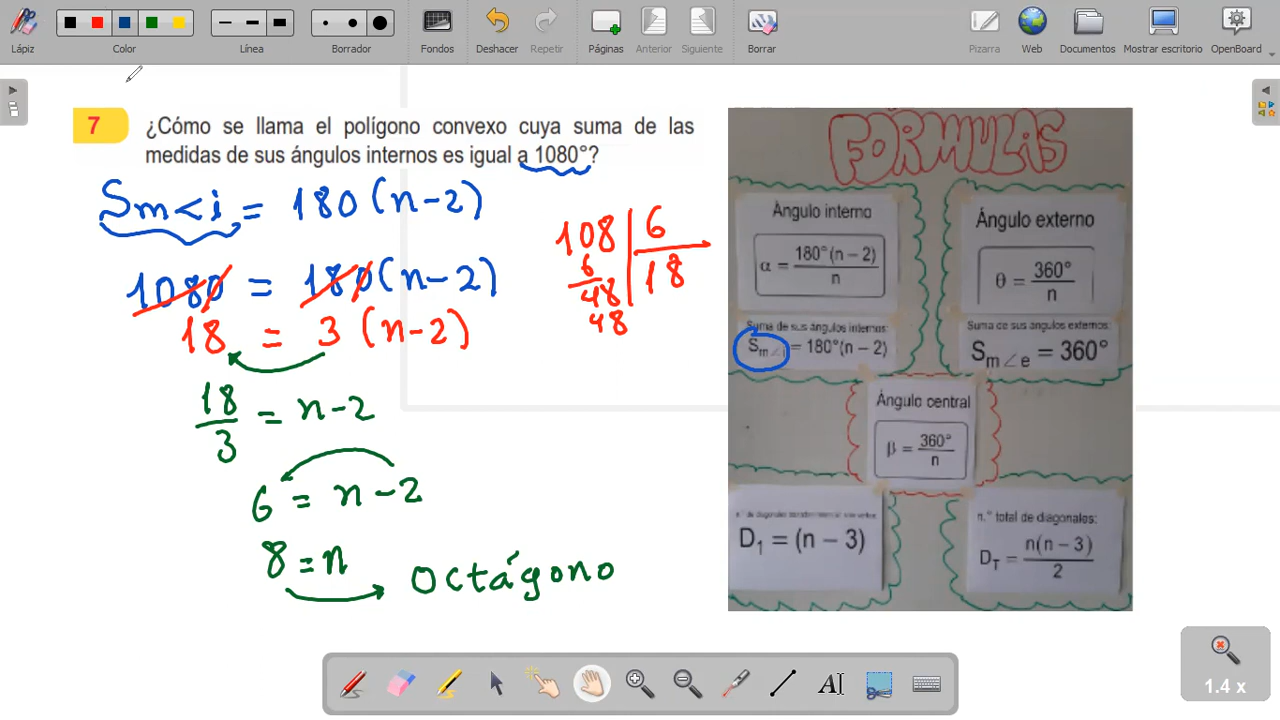 Lápiz
Color
Línea
Borrador
Fondos
Deshacer
Repetir
Páginas
Anterior
Siguiente
Borrar
Pizarra
Web
Documentos
Mostrar escritorio
OpenBoard
7
¿Cómo se llama el polígono convexo cuya suma de las
medidas de sus ángulos internos es igual a 1080°?
Sm<i = 180(n-2)
1080 = 180(n-2)
18 = 3(n-2)
18/3 = n-2
6 = n-2
8=n
Octágono
108 6
6 18
48
48
FÓRMULAS
Ángulo interno
α = 180°(n−2)/n
Suma de sus ángulos internos:
Sm∠i = 180°(n−2)
Ángulo externo
θ = 360°/n
Suma de sus ángulos externos:
Sm∠e = 360°
Ángulo central
β = 360°/n
D1 = (n − 3)
n.° total de diagonales:
DT = n(n−3)/2
AI
1.4 x